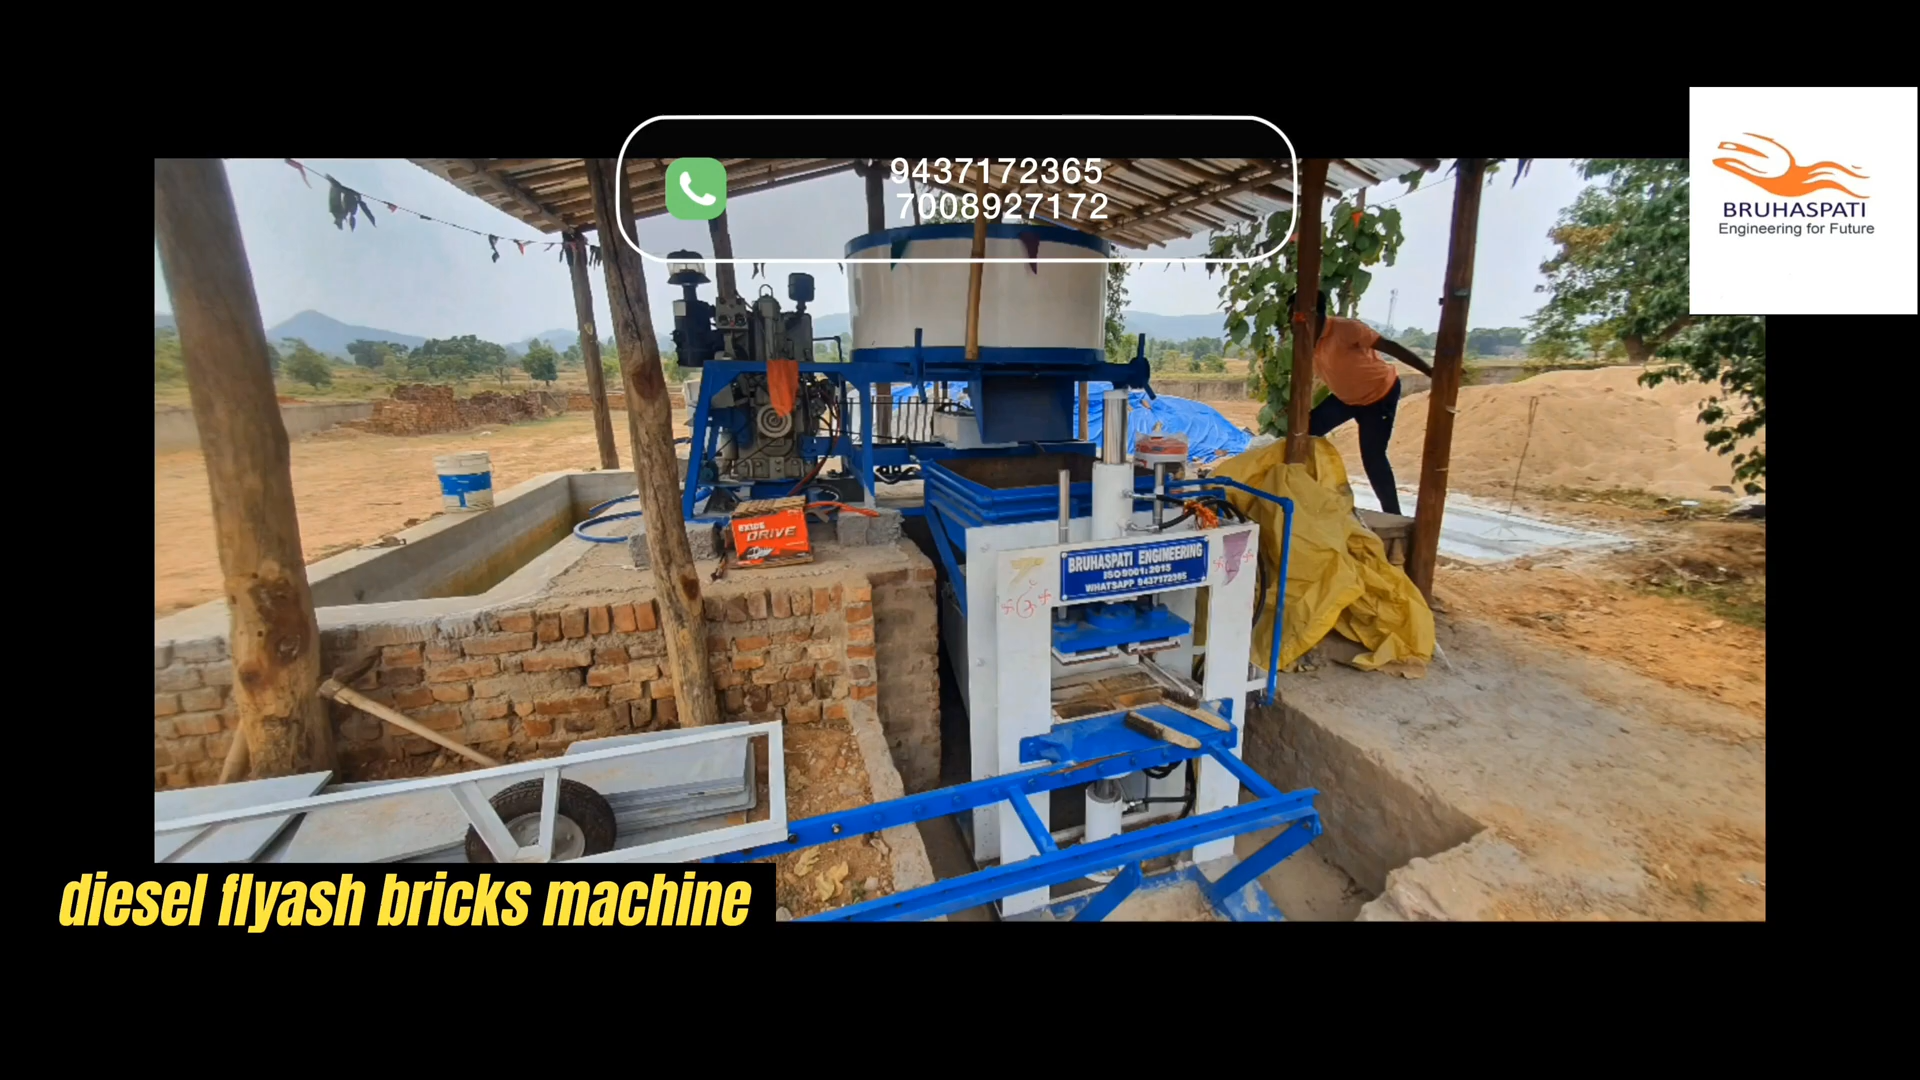 9437172365
7008927172
BRUHASPATI
Engineering for Future
EXIDE
DRIVE
BRUHASPATI ENGINEERING
ISO9001:2015
WHATSAPP 9437172365
diesel flyash bricks machine